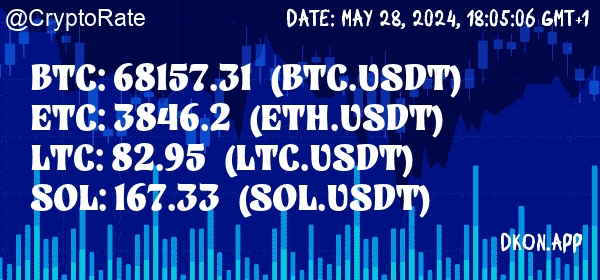 @CryptoRate
DATE: MAY 28, 2024, 18:05:06 GMT+1
BTC: 68157.31 (BTC.USDT)
ETC: 3846.2 (ETH.USDT)
LTC: 82.95 (LTC.USDT)
SOL: 167.33 (SOL.USDT)
DKON.APP